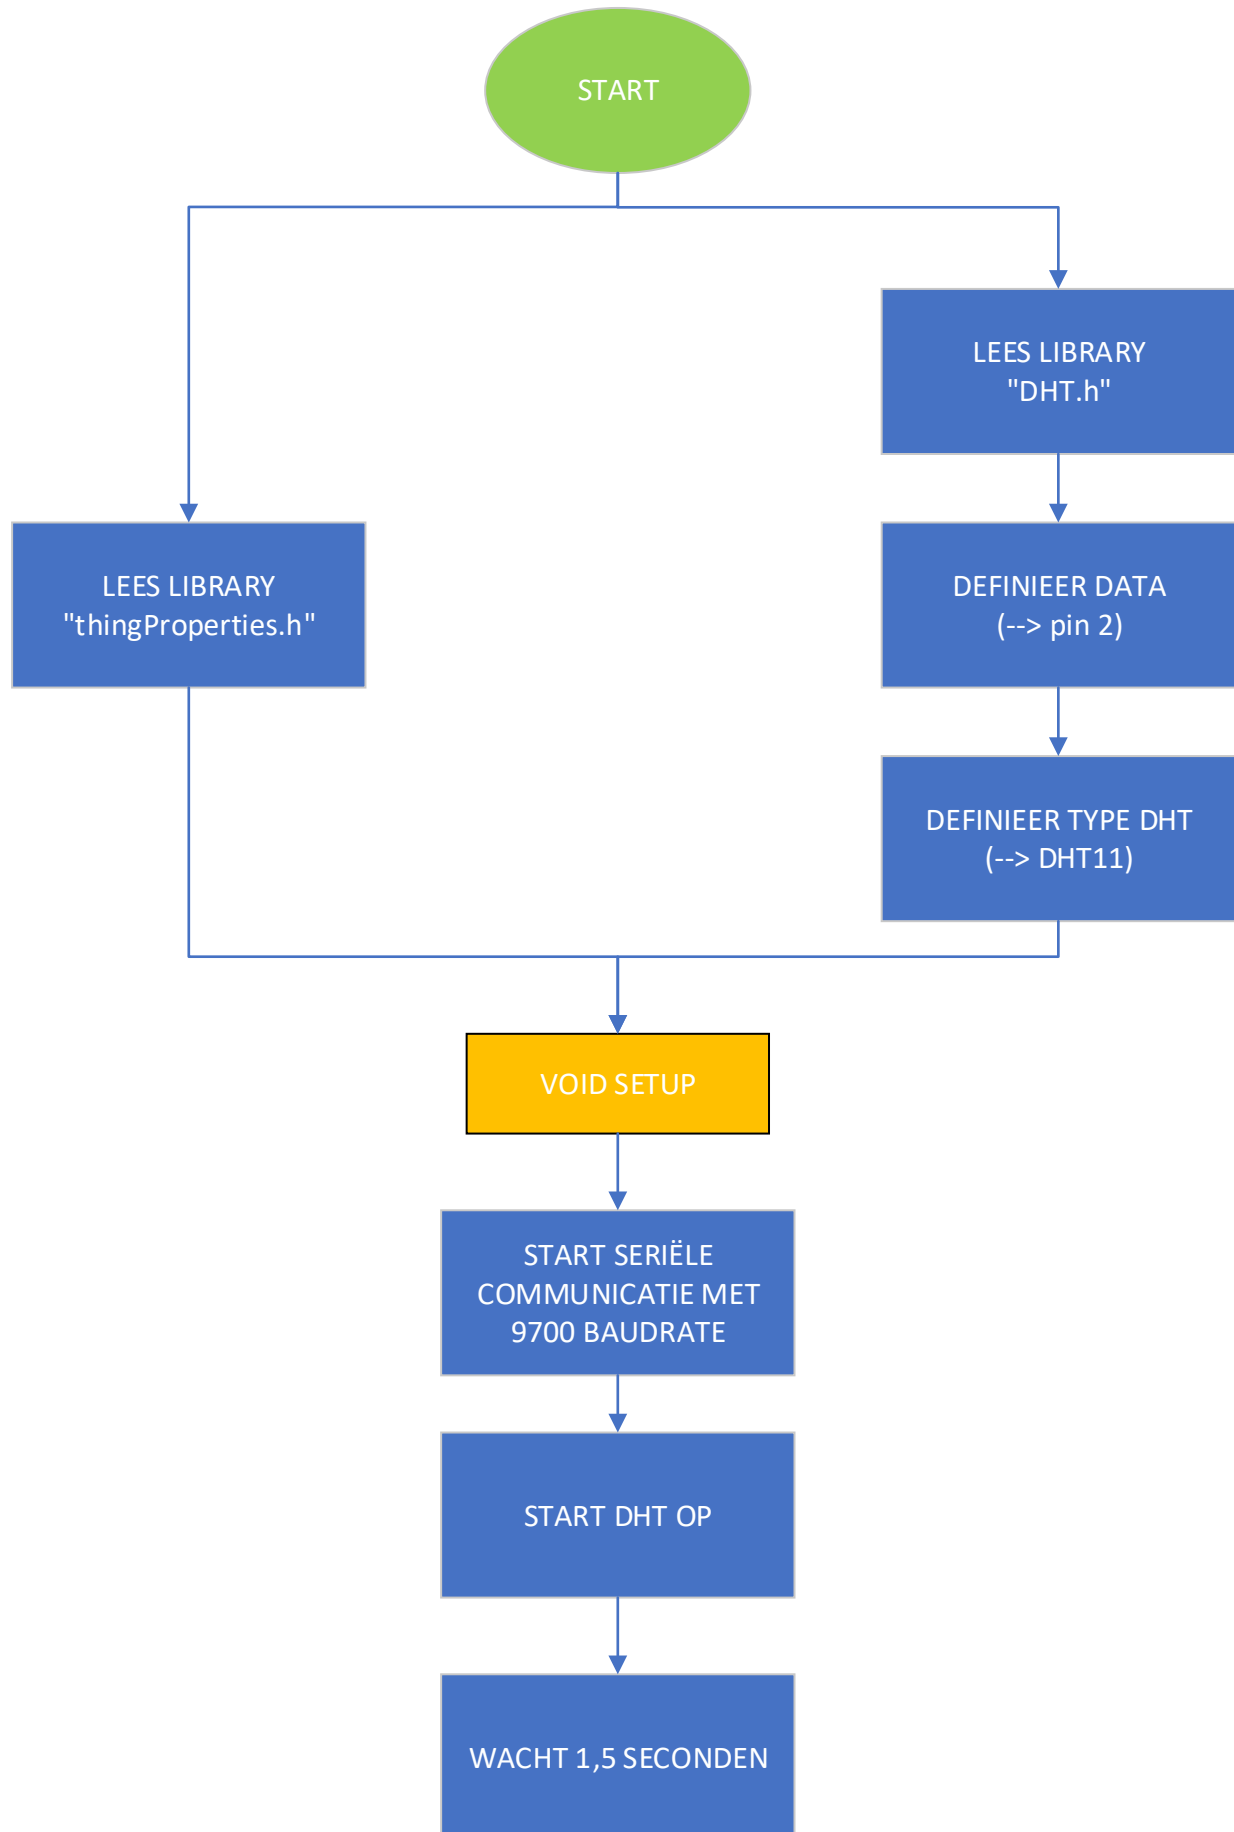 START
LEES LIBRARY
"DHT.h"
LEES LIBRARY
"thingProperties.h"
DEFINIEER DATA
(--> pin 2)
DEFINIEER TYPE DHT
(--> DHT11)
VOID SETUP
START SERIËLE
COMMUNICATIE MET
9700 BAUDRATE
START DHT OP
WACHT 1,5 SECONDEN